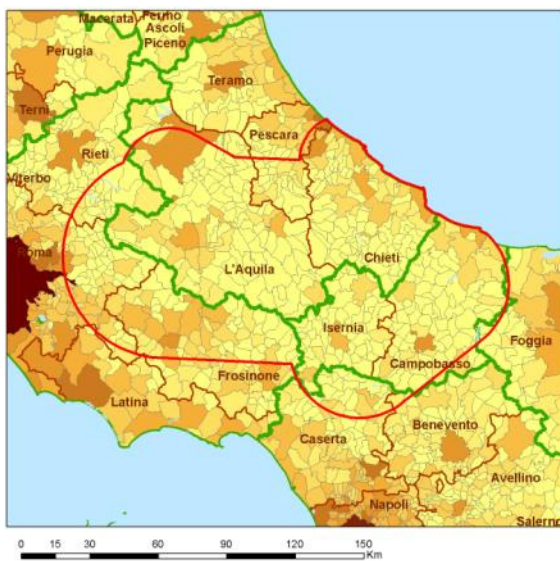 Macerata
Fermo
Ascoli
Piceno
Perugia
Teramo
Terni
Pescara
Rieti
Viterbo
Roma
Chieti
L'Aquila
Isernia
Foggia
Campobasso
Frosinone
Latina
Benevento
Caserta
Avellino
Napoli
Salerno
0 15 30 60 90 120 150
Km